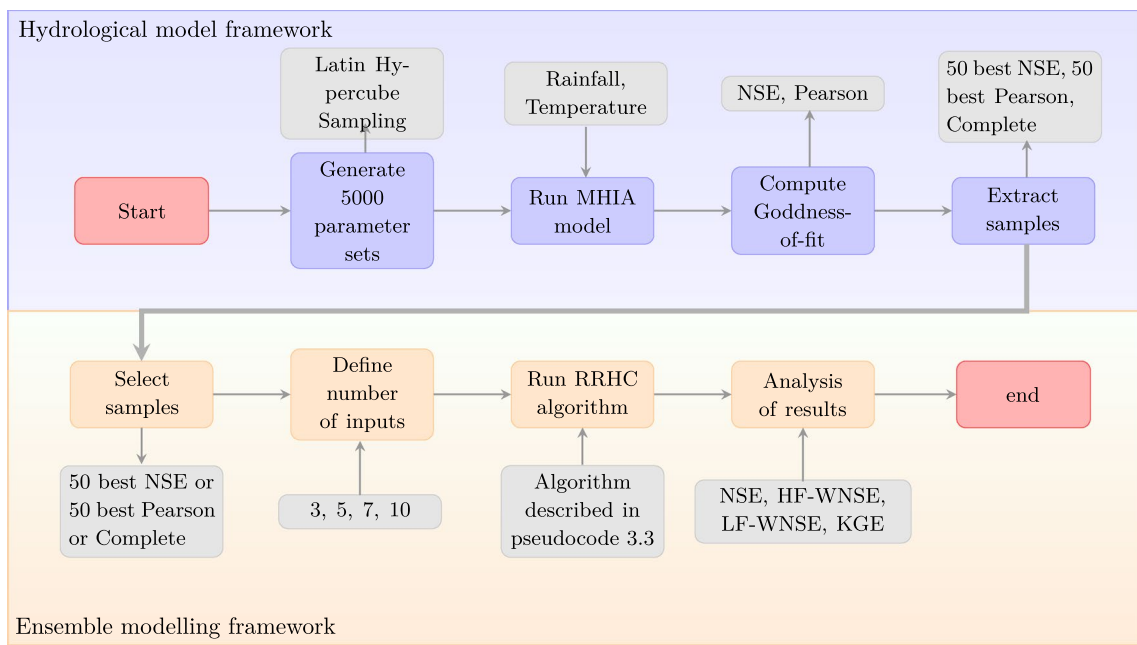 Hydrological model framework
Latin Hy-
percube
Sampling
Rainfall,
Temperature
NSE, Pearson
50 best NSE, 50
best Pearson,
Complete
Start
Generate
5000
parameter
sets
Run MHIA
model
Compute
Goddness-
of-fit
Extract
samples
Select
samples
Define
number
of inputs
Run RRHC
algorithm
Analysis
of results
end
50 best NSE or
50 best Pearson
or Complete
3, 5, 7, 10
Algorithm
described in
pseudocode 3.3
NSE, HF-WNSE,
LF-WNSE, KGE
Ensemble modelling framework